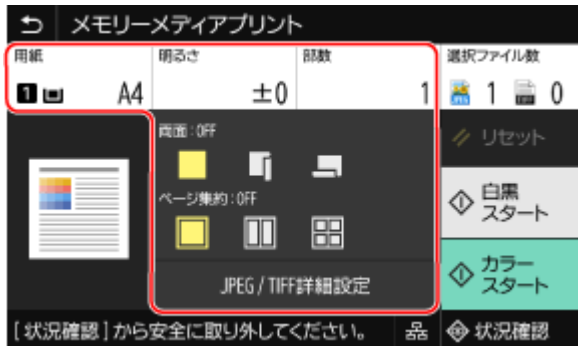 メモリーメディアプリント
用紙
明るさ
部数
選択ファイル数
1
A4
±0
1
JPEG
1
0
両面:OFF
リセット
ページ集約:OFF
白黒
スタート
JPEG/TIFF詳細設定
カラー
スタート
[状況確認]から安全に取り外してください。
状況確認